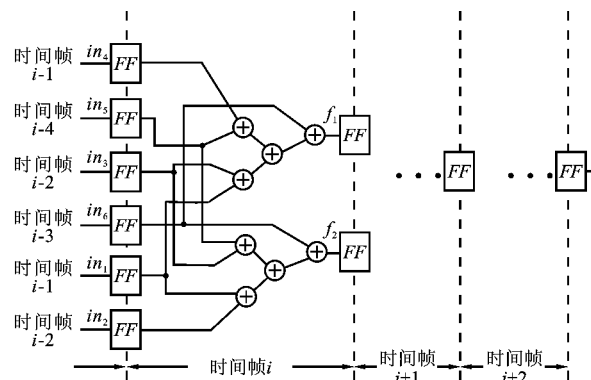 时间帧 in₄ FF
i-1
时间帧 in₅ FF
i-4
时间帧 in₃ FF
i-2
时间帧 in₆ FF
i-3
时间帧 in₁ FF
i-1
时间帧 in₂ FF
i-2
f₁ FF
f₂ FF
FF
FF
时间帧i
时间帧
i+1
时间帧
i+2